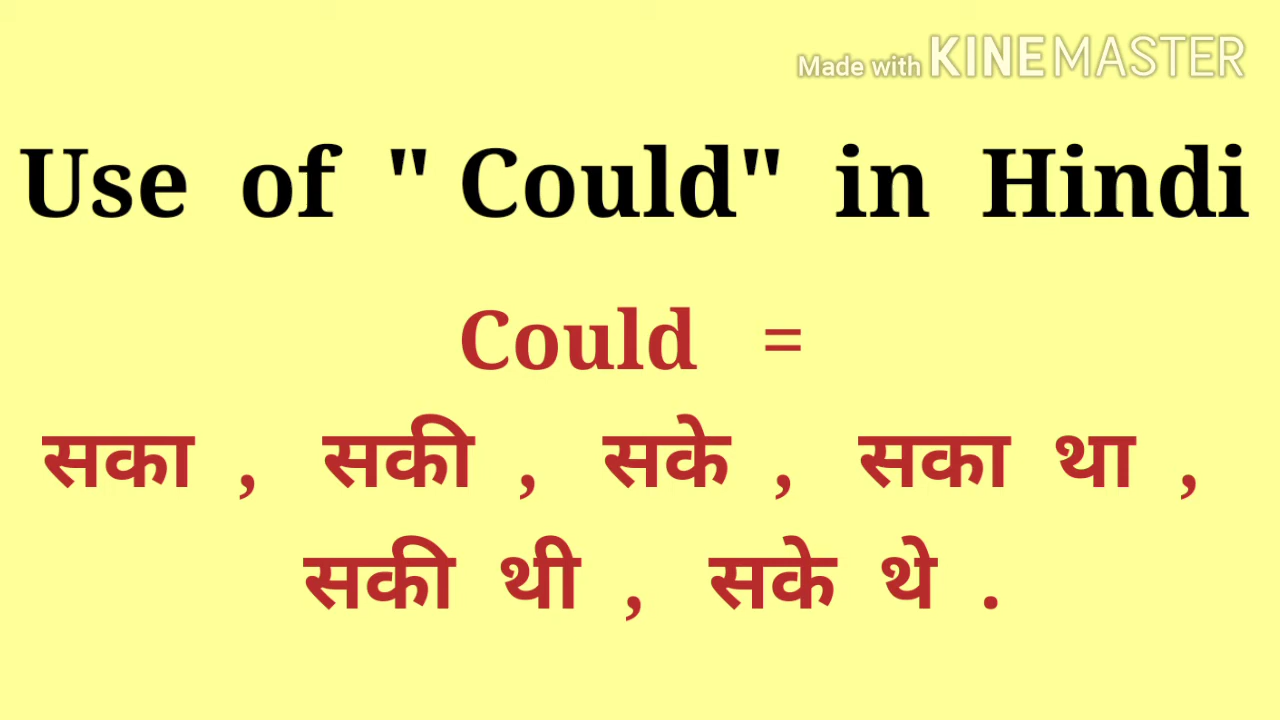 Made with KINEMASTER
Use of " Could" in Hindi
Could =
सका , सकी , सके , सका था ,
सकी थी , सके थे .